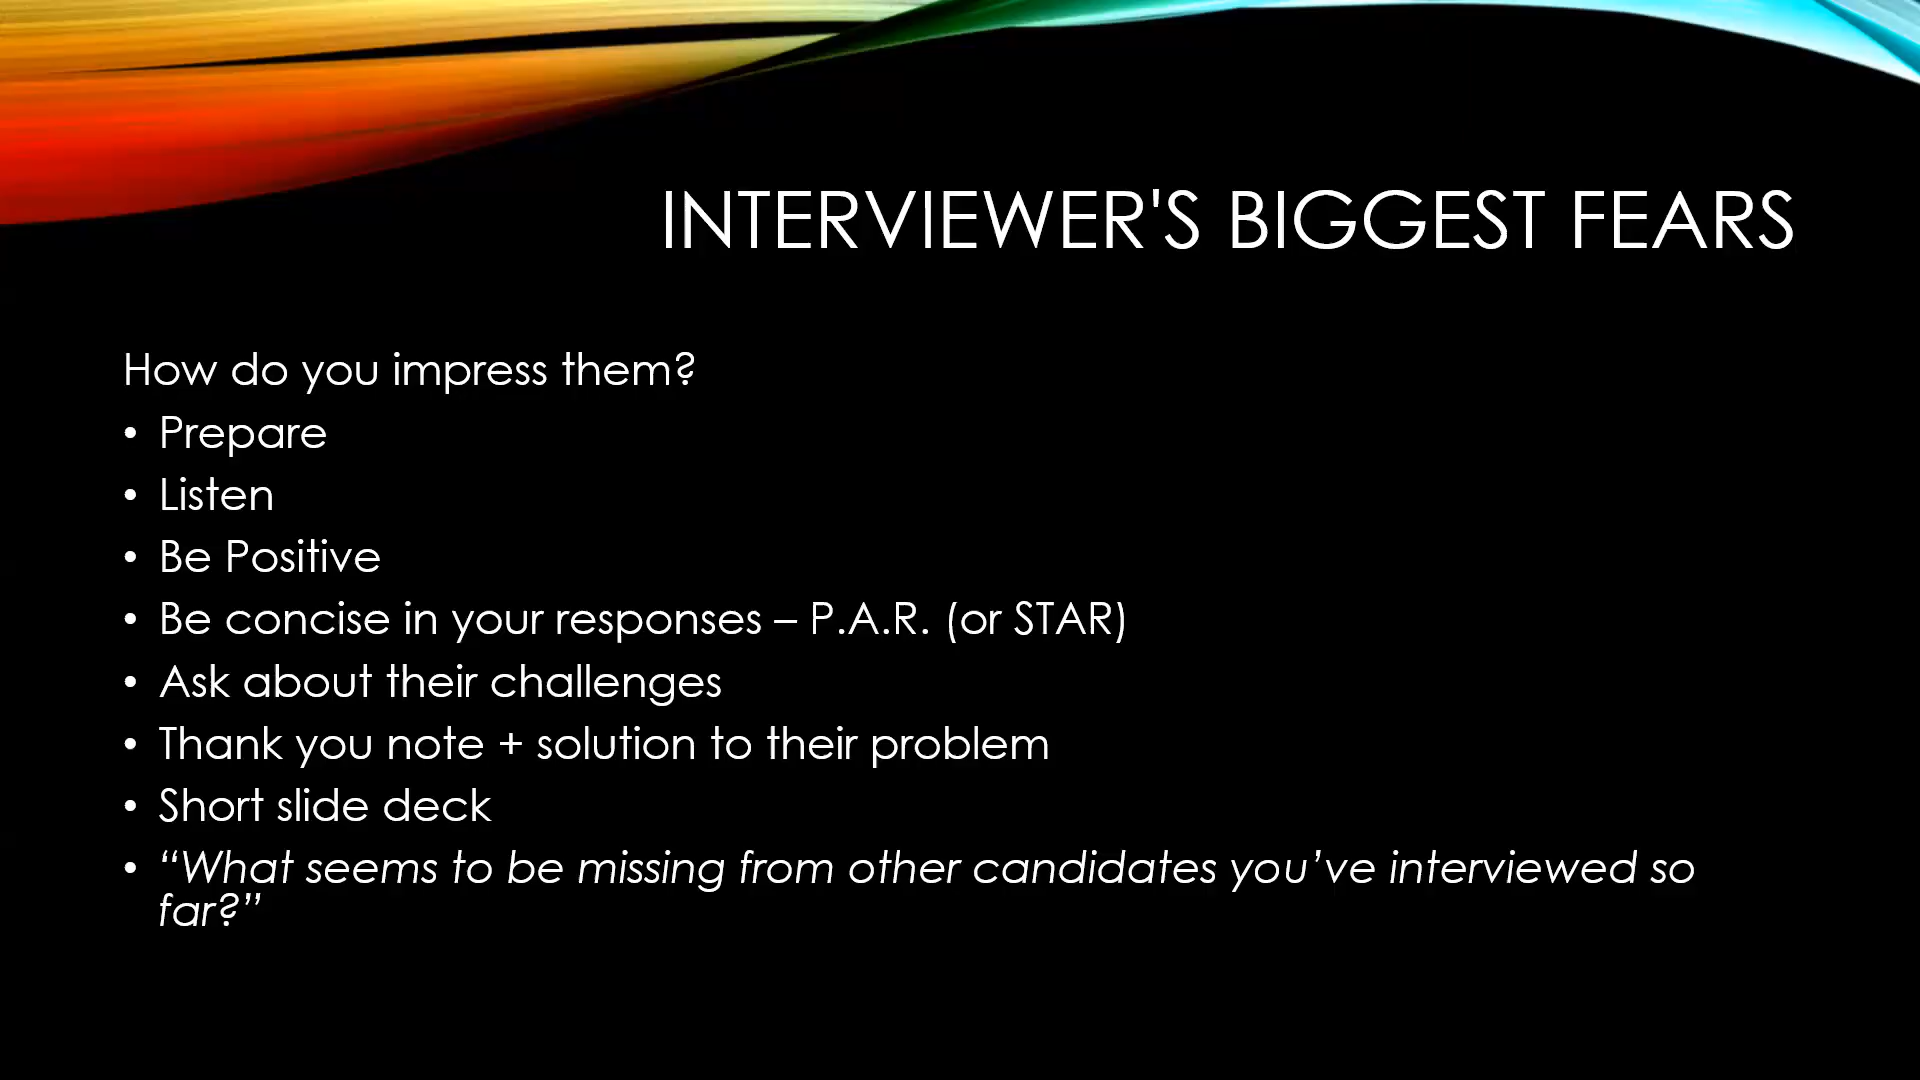 INTERVIEWER'S BIGGEST FEARS
How do you impress them?
• Prepare
• Listen
• Be Positive
• Be concise in your responses – P.A.R. (or STAR)
• Ask about their challenges
• Thank you note + solution to their problem
• Short slide deck
• “What seems to be missing from other candidates you’ve interviewed so
far?”